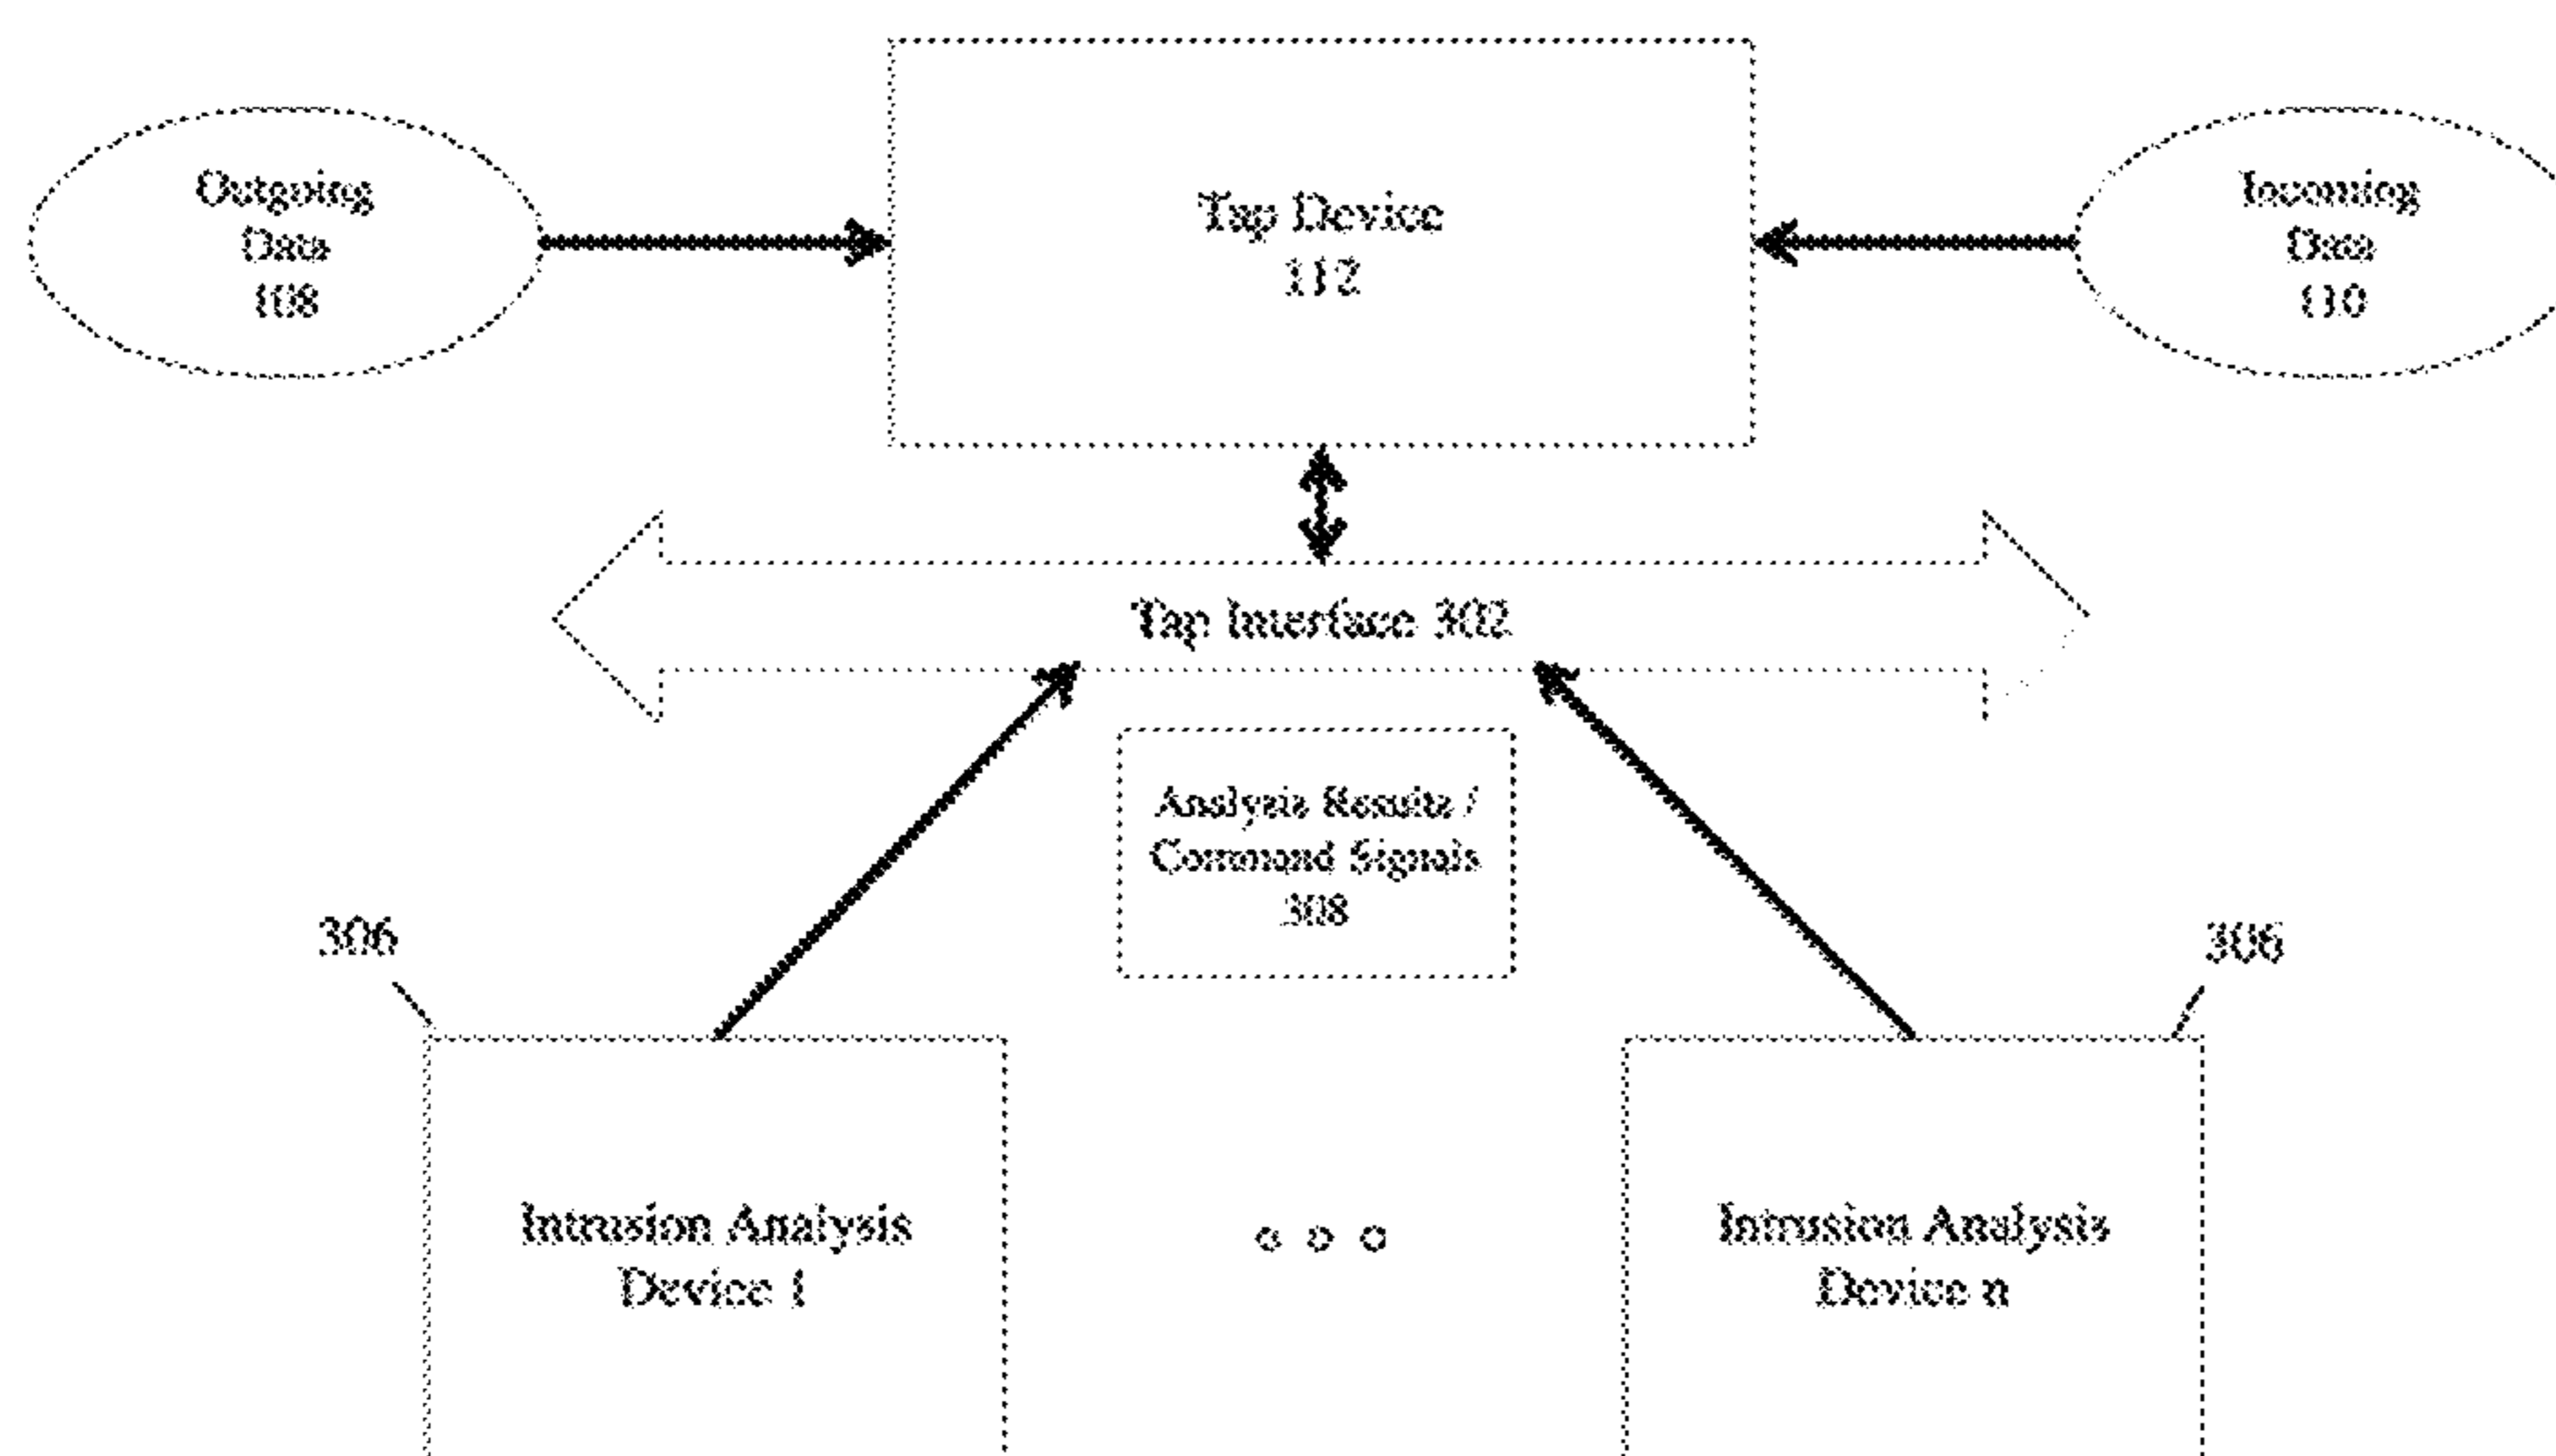 Outgoing
Data
108
Tap Device
112
Incoming
Data
110
Tap Interface 302
Analysis Results /
Command Signals
308
306
306
Intrusion Analysis
Device 1
Intrusion Analysis
Device n